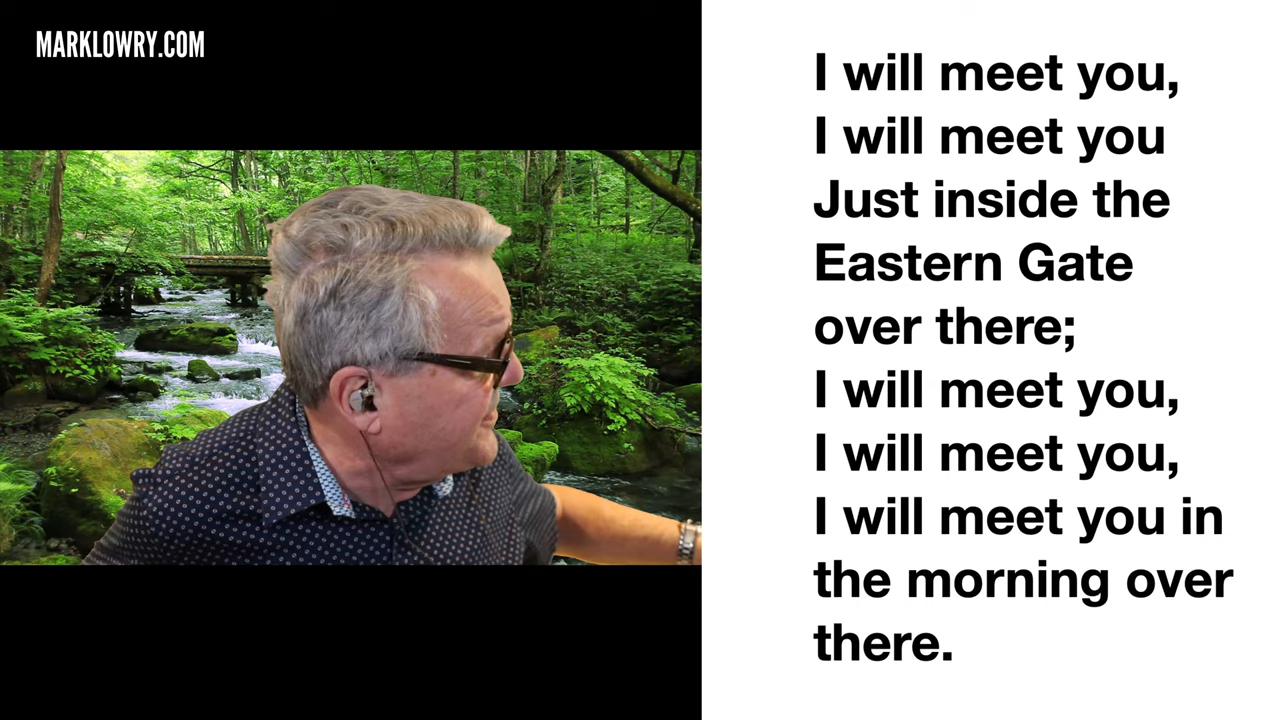 MARKLOWRY.COM
I will meet you,
I will meet you
Just inside the
Eastern Gate
over there;
I will meet you,
I will meet you,
I will meet you in
the morning over
there.